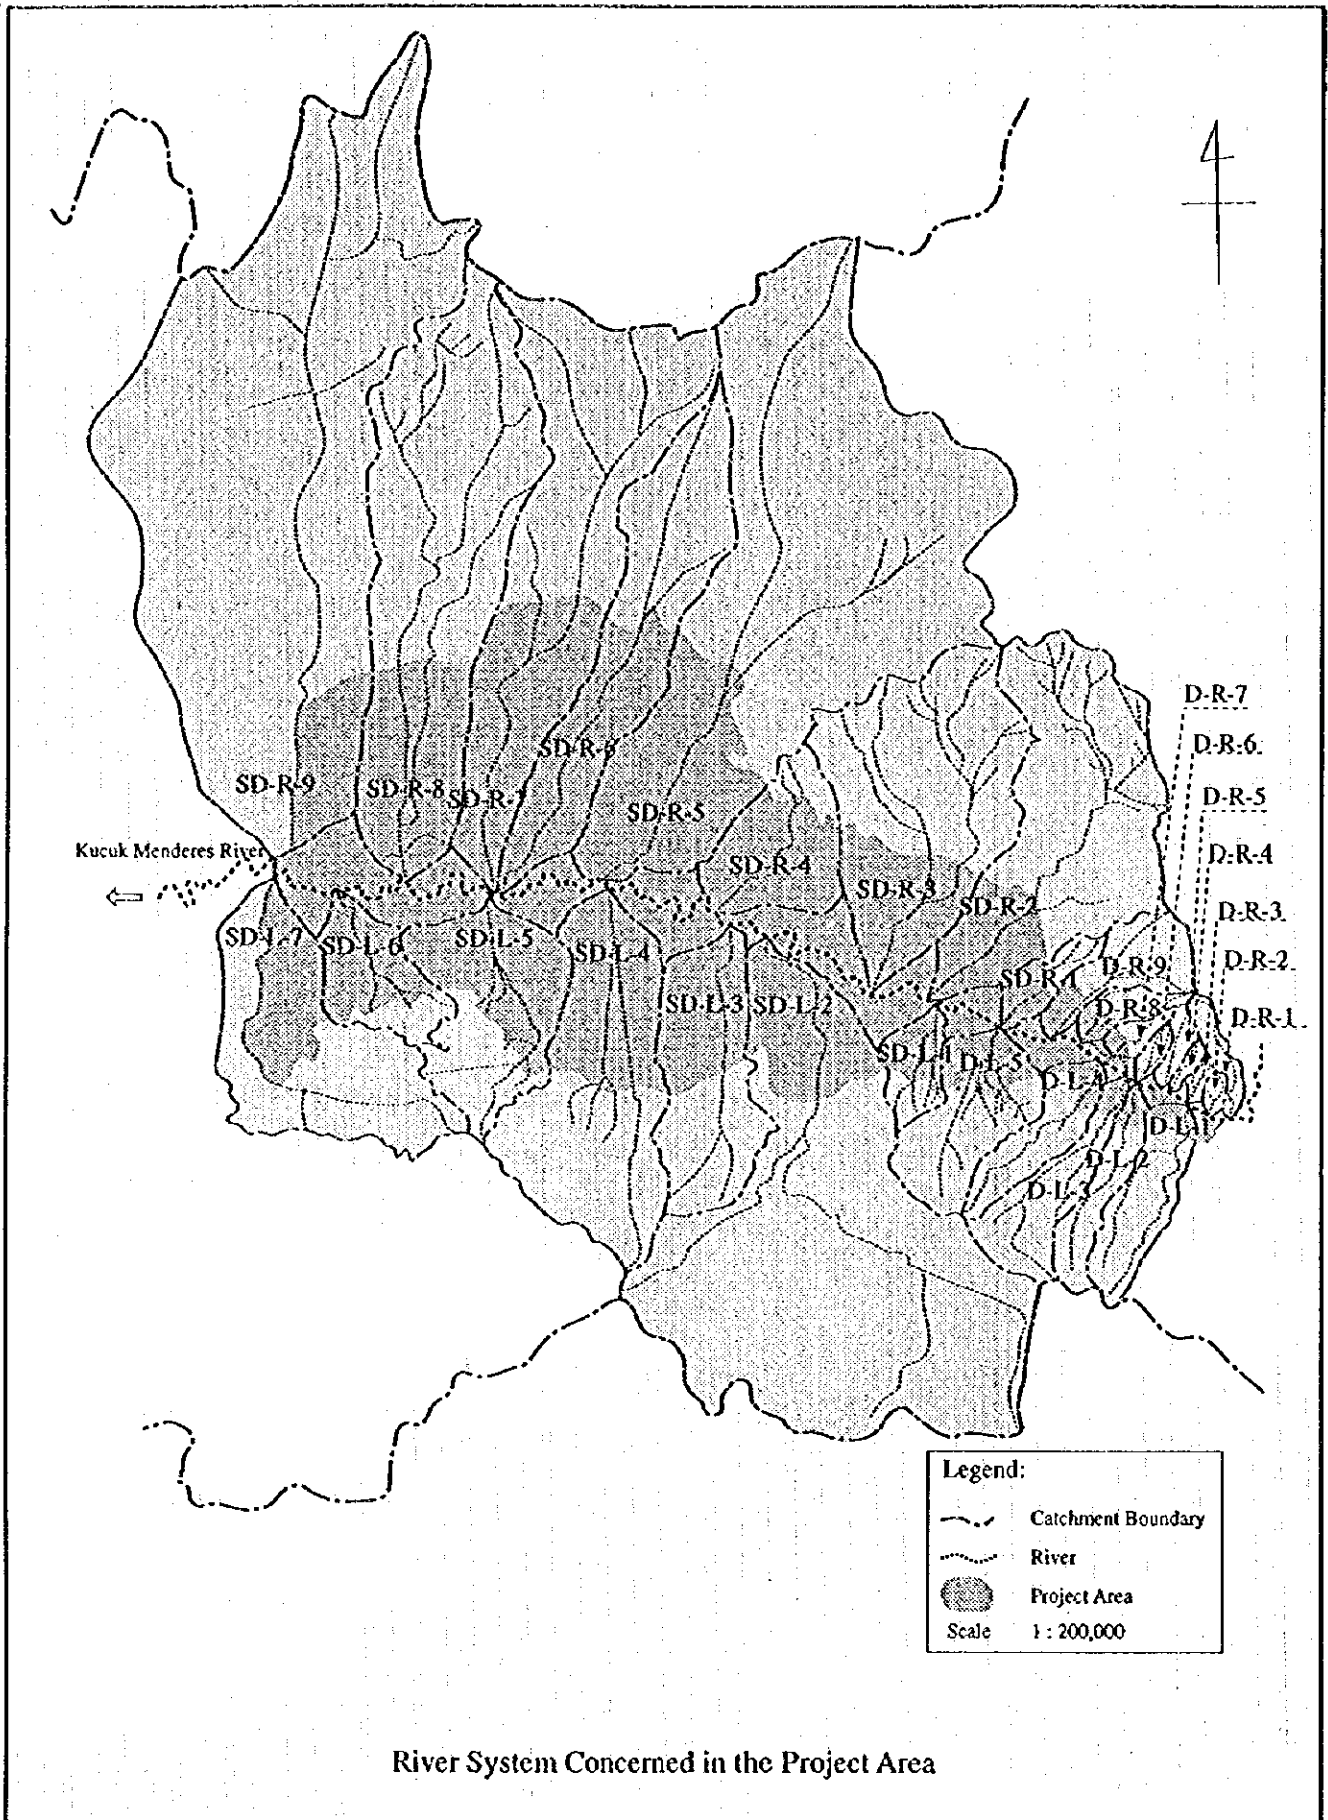 D-R-7
D-R-6
D-R-5
D-R-4
D-R-3
D-R-2
D-R-1
SD-R-9
SD-R-8
SD-R-7
SD-R-6
SD-R-5
SD-R-4
SD-R-3
SD-R-2
SD-R-1
D-R-9
D-R-8
Kucuk Menderes River
SD-L-7
SD-L-6
SD-L-5
SD-L-4
SD-L-3
SD-L-2
SD-L-1
D-L-5
D-L-4
D-L-1
D-L-2
D-L-3
Legend:
Catchment Boundary
River
Project Area
Scale 1 : 200,000
River System Concerned in the Project Area